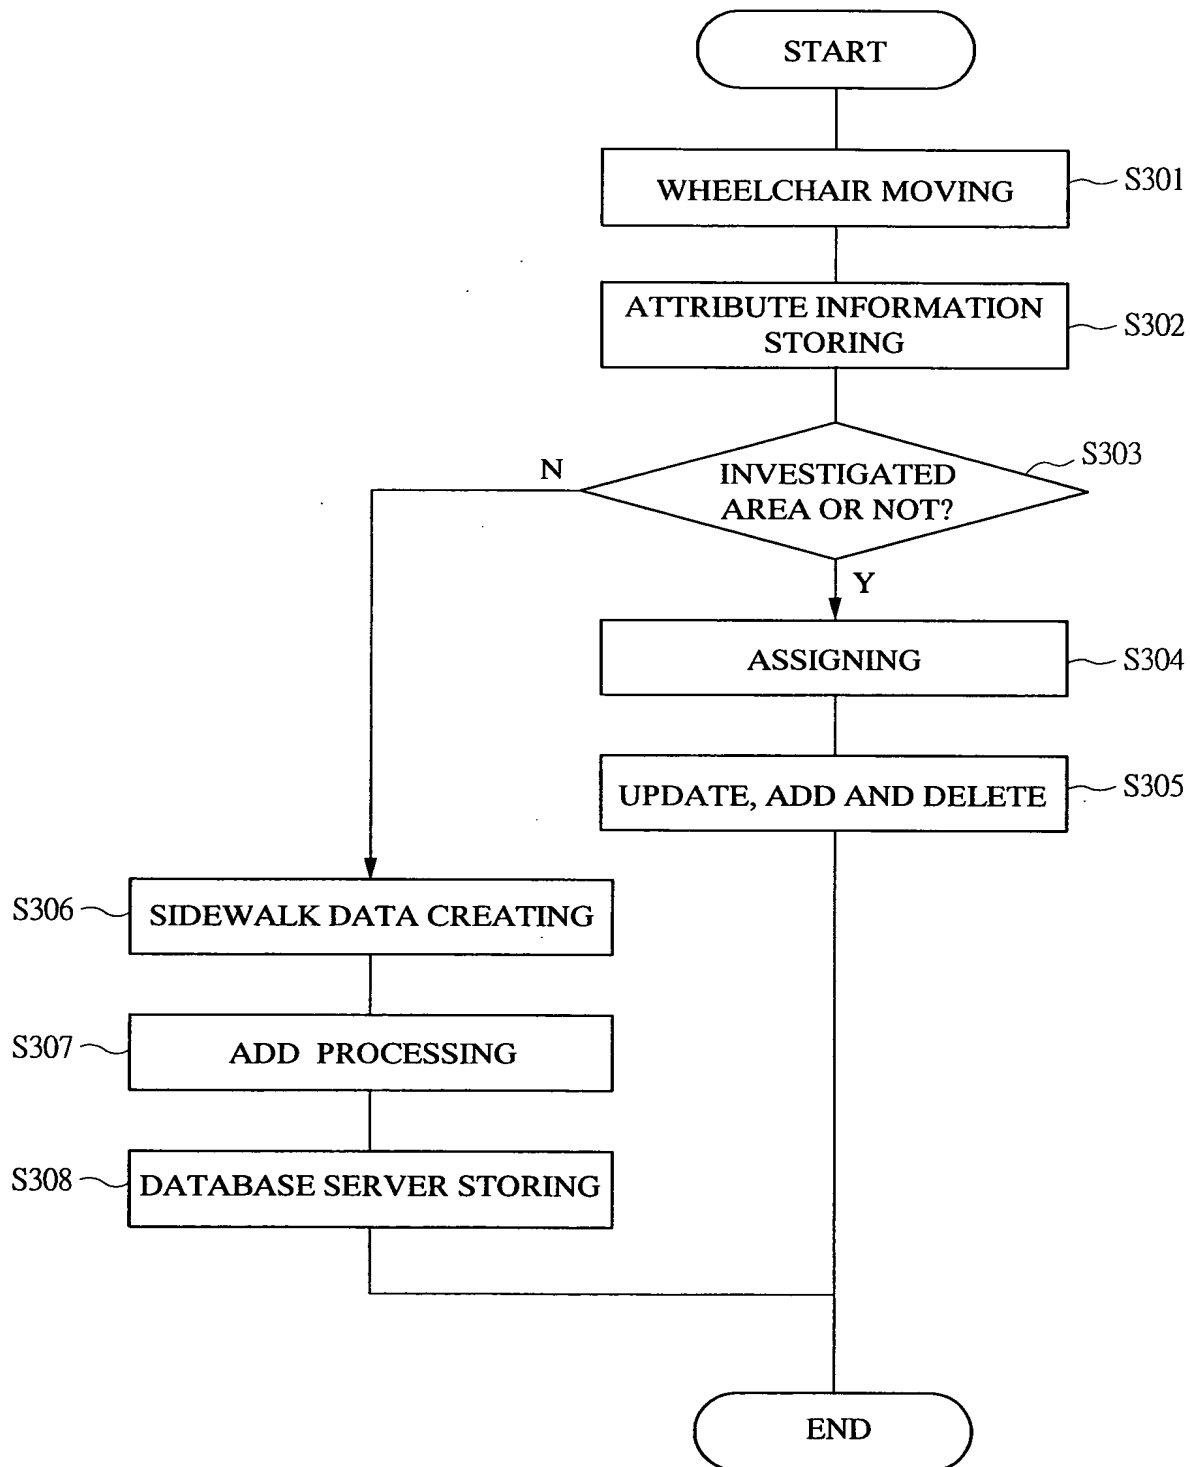 START
WHEELCHAIR MOVING
S301
ATTRIBUTE INFORMATION
STORING
S302
INVESTIGATED
AREA OR NOT?
S303
N
Y
ASSIGNING
S304
UPDATE, ADD AND DELETE
S305
S306
SIDEWALK DATA CREATING
S307
ADD PROCESSING
S308
DATABASE SERVER STORING
END